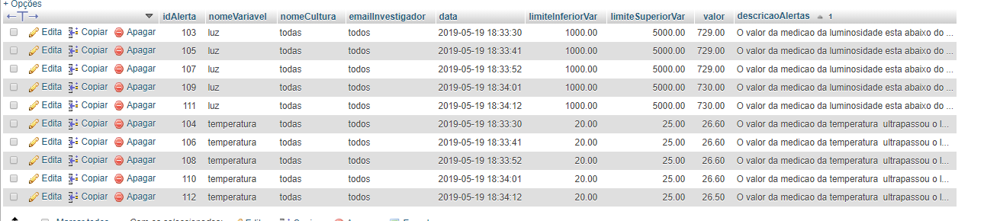 + Opções
←T→ idAlerta nomeVariavel nomeCultura emailInvestigador data limiteInferiorVar limiteSuperiorVar valor descricaoAlertas 1
Edita Copiar Apagar 103 luz todas todos 2019-05-19 18:33:30 1000.00 5000.00 729.00 O valor da medicao da luminosidade esta abaixo do ...
Edita Copiar Apagar 105 luz todas todos 2019-05-19 18:33:41 1000.00 5000.00 729.00 O valor da medicao da luminosidade esta abaixo do ...
Edita Copiar Apagar 107 luz todas todos 2019-05-19 18:33:52 1000.00 5000.00 729.00 O valor da medicao da luminosidade esta abaixo do ...
Edita Copiar Apagar 109 luz todas todos 2019-05-19 18:34:01 1000.00 5000.00 730.00 O valor da medicao da luminosidade esta abaixo do ...
Edita Copiar Apagar 111 luz todas todos 2019-05-19 18:34:12 1000.00 5000.00 730.00 O valor da medicao da luminosidade esta abaixo do ...
Edita Copiar Apagar 104 temperatura todas todos 2019-05-19 18:33:30 20.00 25.00 26.60 O valor da medicao da temperatura  ultrapassou o l...
Edita Copiar Apagar 106 temperatura todas todos 2019-05-19 18:33:41 20.00 25.00 26.60 O valor da medicao da temperatura  ultrapassou o l...
Edita Copiar Apagar 108 temperatura todas todos 2019-05-19 18:33:52 20.00 25.00 26.60 O valor da medicao da temperatura  ultrapassou o l...
Edita Copiar Apagar 110 temperatura todas todos 2019-05-19 18:34:01 20.00 25.00 26.60 O valor da medicao da temperatura  ultrapassou o l...
Edita Copiar Apagar 112 temperatura todas todos 2019-05-19 18:34:12 20.00 25.00 26.50 O valor da medicao da temperatura  ultrapassou o l...